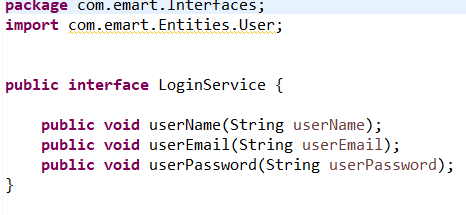 package com.emart.Interfaces;
import com.emart.Entities.User;
public interface LoginService {
public void userName(String userName);
public void userEmail(String userEmail);
public void userPassword(String userPassword);
}